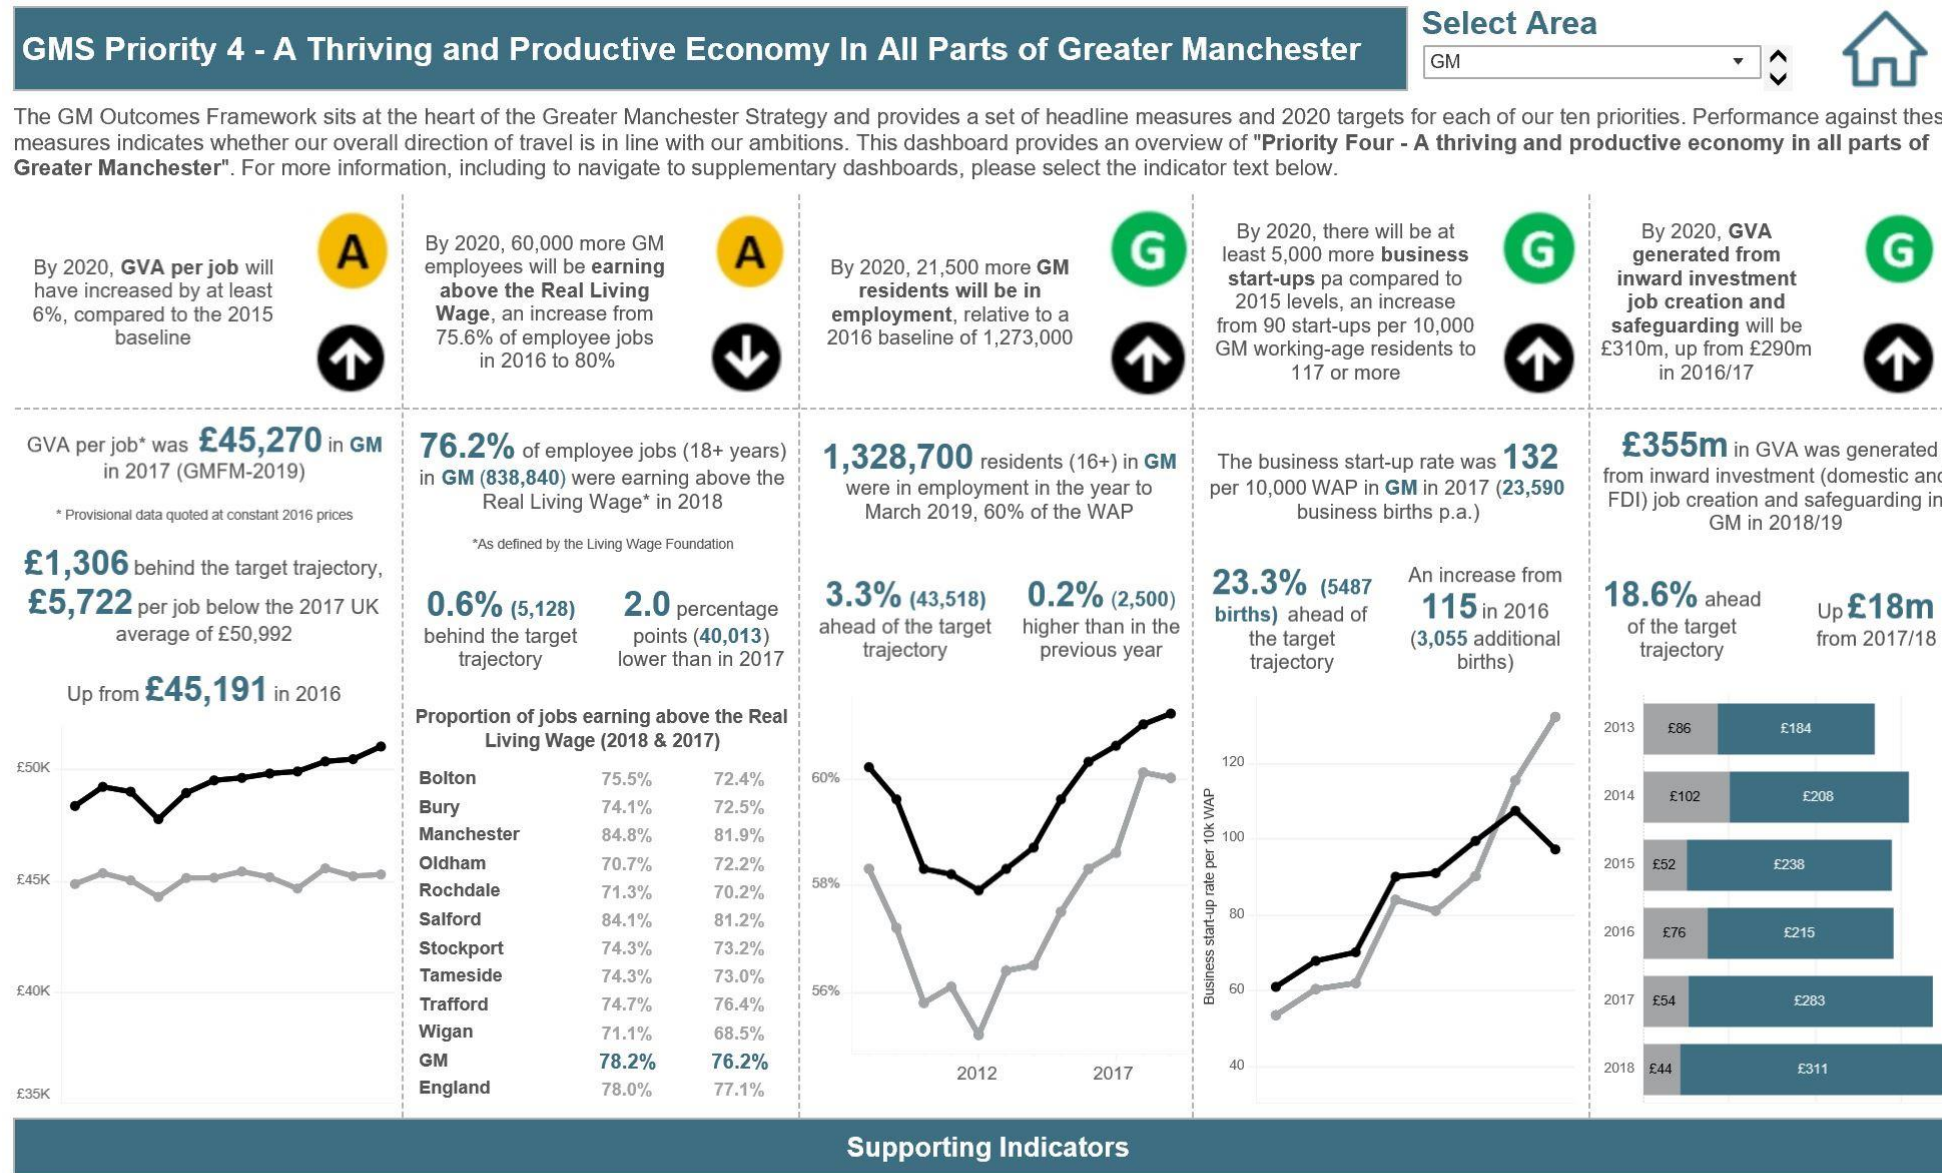 GMS Priority 4 - A Thriving and Productive Economy In All Parts of Greater Manchester
Select Area
GM
The GM Outcomes Framework sits at the heart of the Greater Manchester Strategy and provides a set of headline measures and 2020 targets for each of our ten priorities. Performance against thes
measures indicates whether our overall direction of travel is in line with our ambitions. This dashboard provides an overview of "Priority Four - A thriving and productive economy in all parts of
Greater Manchester". For more information, including to navigate to supplementary dashboards, please select the indicator text below.
By 2020, GVA per job will
have increased by at least
6%, compared to the 2015
baseline
A
GVA per job* was £45,270 in GM
in 2017 (GMFM-2019)
* Provisional data quoted at constant 2016 prices
£1,306 behind the target trajectory,
£5,722 per job below the 2017 UK
average of £50,992
Up from £45,191 in 2016
£50K
£45K
£40K
£35K
By 2020, 60,000 more GM
employees will be earning
above the Real Living
Wage, an increase from
75.6% of employee jobs
in 2016 to 80%
A
76.2% of employee jobs (18+ years)
in GM (838,840) were earning above the
Real Living Wage* in 2018
*As defined by the Living Wage Foundation
0.6% (5,128)
behind the target
trajectory
2.0 percentage
points (40,013)
lower than in 2017
Proportion of jobs earning above the Real
Living Wage (2018 & 2017)
Bolton 75.5% 72.4%
Bury 74.1% 72.5%
Manchester 84.8% 81.9%
Oldham 70.7% 72.2%
Rochdale 71.3% 70.2%
Salford 84.1% 81.2%
Stockport 74.3% 73.2%
Tameside 74.3% 73.0%
Trafford 74.7% 76.4%
Wigan 71.1% 68.5%
GM 78.2% 76.2%
England 78.0% 77.1%
By 2020, 21,500 more GM
residents will be in
employment, relative to a
2016 baseline of 1,273,000
G
1,328,700 residents (16+) in GM
were in employment in the year to
March 2019, 60% of the WAP
3.3% (43,518)
ahead of the target
trajectory
0.2% (2,500)
higher than in the
previous year
60%
58%
56%
2012 2017
By 2020, there will be at
least 5,000 more business
start-ups pa compared to
2015 levels, an increase
from 90 start-ups per 10,000
GM working-age residents to
117 or more
G
The business start-up rate was 132
per 10,000 WAP in GM in 2017 (23,590
business births p.a.)
23.3% (5487
births) ahead of
the target
trajectory
An increase from
115 in 2016
(3,055 additional
births)
Business start-up rate per 10k WAP
120
100
80
60
40
By 2020, GVA
generated from
inward investment
job creation and
safeguarding will be
£310m, up from £290m
in 2016/17
G
£355m in GVA was generated
from inward investment (domestic and
FDI) job creation and safeguarding in
GM in 2018/19
18.6% ahead
of the target
trajectory
Up £18m
from 2017/18
2013 £86 £184
2014 £102 £208
2015 £52 £238
2016 £76 £215
2017 £54 £283
2018 £44 £311
Supporting Indicators